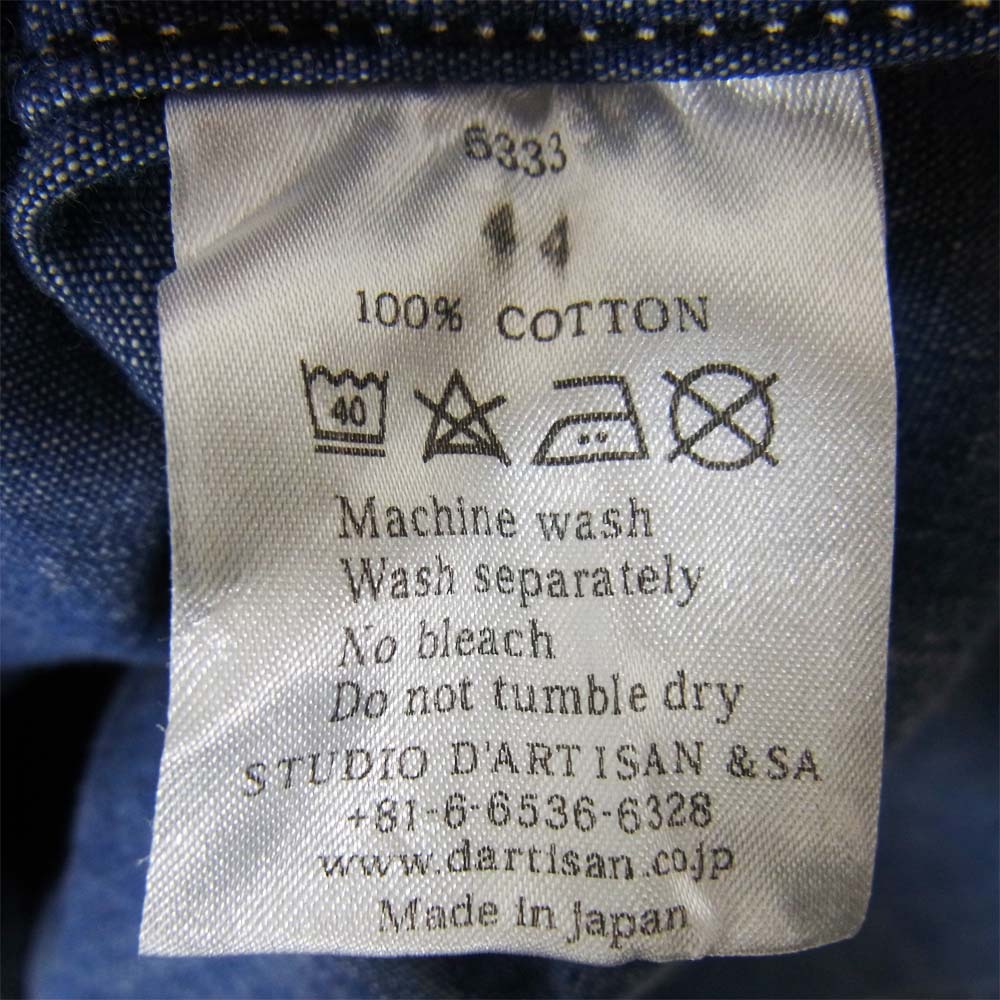 5333
44
100% COTTON
40
Machine wash
Wash separately
No bleach
Do not tumble dry
STUDIO D'ARTISAN & SA
+81-6-6536-6328
www.dartisan.co.jp
Made in Japan